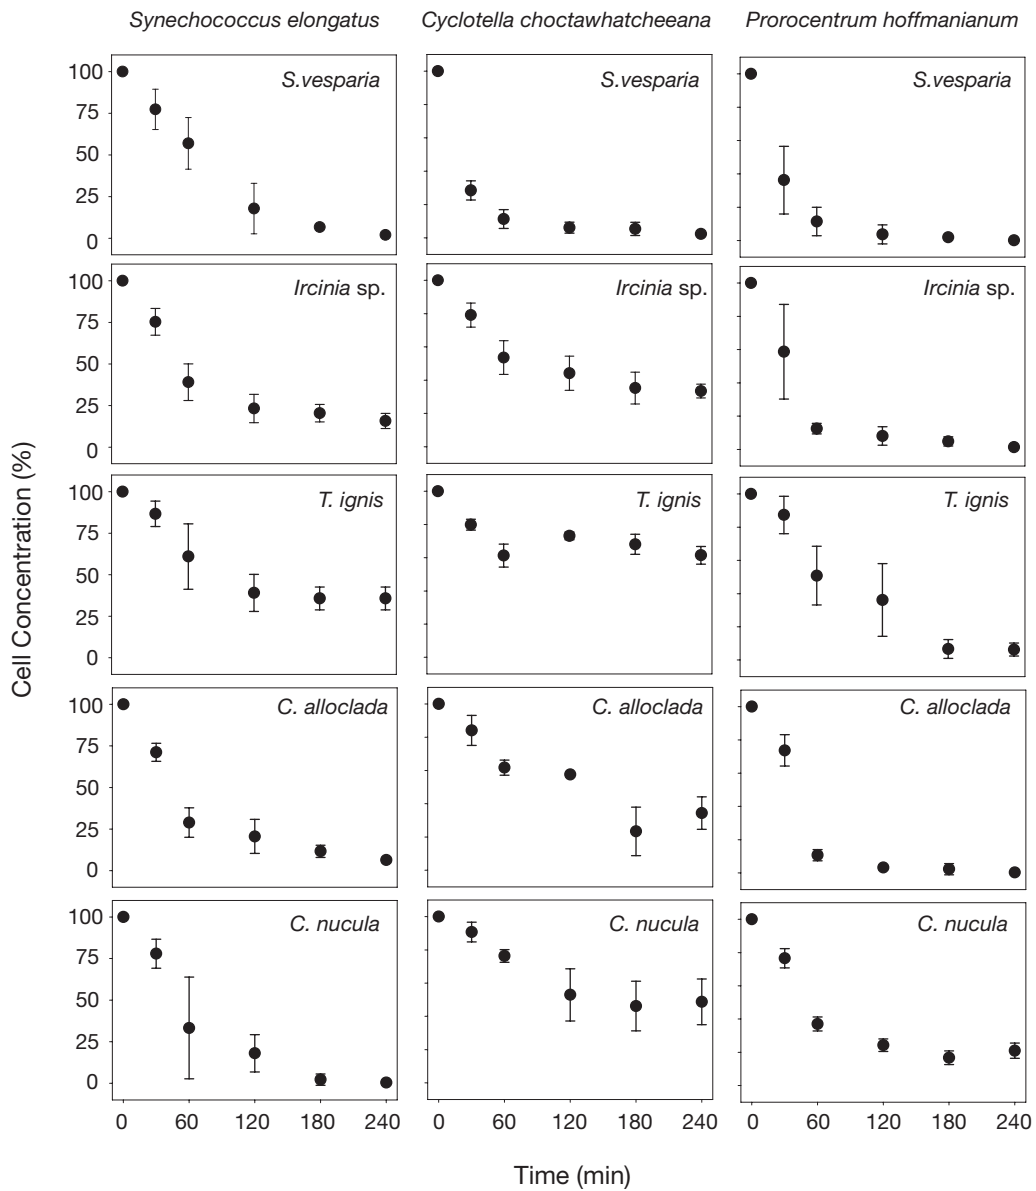 Synechococcus elongatus Cyclotella choctawhatcheeana Prorocentrum hoffmanianum
Cell Concentration (%)
100
75
50
25
0
S.vesparia
S.vesparia
S.vesparia
100
75
50
25
0
Ircinia sp.
Ircinia sp.
Ircinia sp.
100
75
50
25
0
T. ignis
T. ignis
T. ignis
100
75
50
25
0
C. alloclada
C. alloclada
C. alloclada
100
75
50
25
0
C. nucula
C. nucula
C. nucula
0 60 120 180 240
0 60 120 180 240
0 60 120 180 240
Time (min)